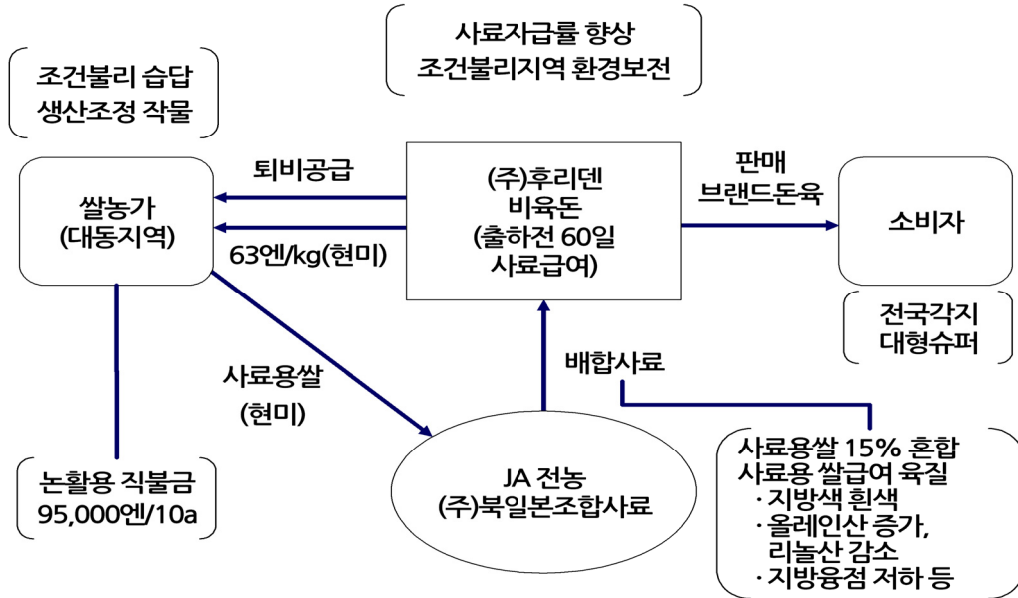 사료자급률 향상
조건불리지역 환경보전
조건불리 습답
생산조정 작물
쌀농가
(대동지역)
퇴비공급
63엔/kg(현미)
(주)후리덴
비육돈
(출하전 60일
사료급여)
판매
브랜드돈육
소비자
전국각지
대형슈퍼
사료용쌀
(현미)
배합사료
논활용 직불금
95,000엔/10a
JA 전농
(주)북일본조합사료
사료용쌀 15% 혼합
사료용 쌀급여 육질
· 지방색 흰색
· 올레인산 증가,
리놀산 감소
· 지방융점 저하 등